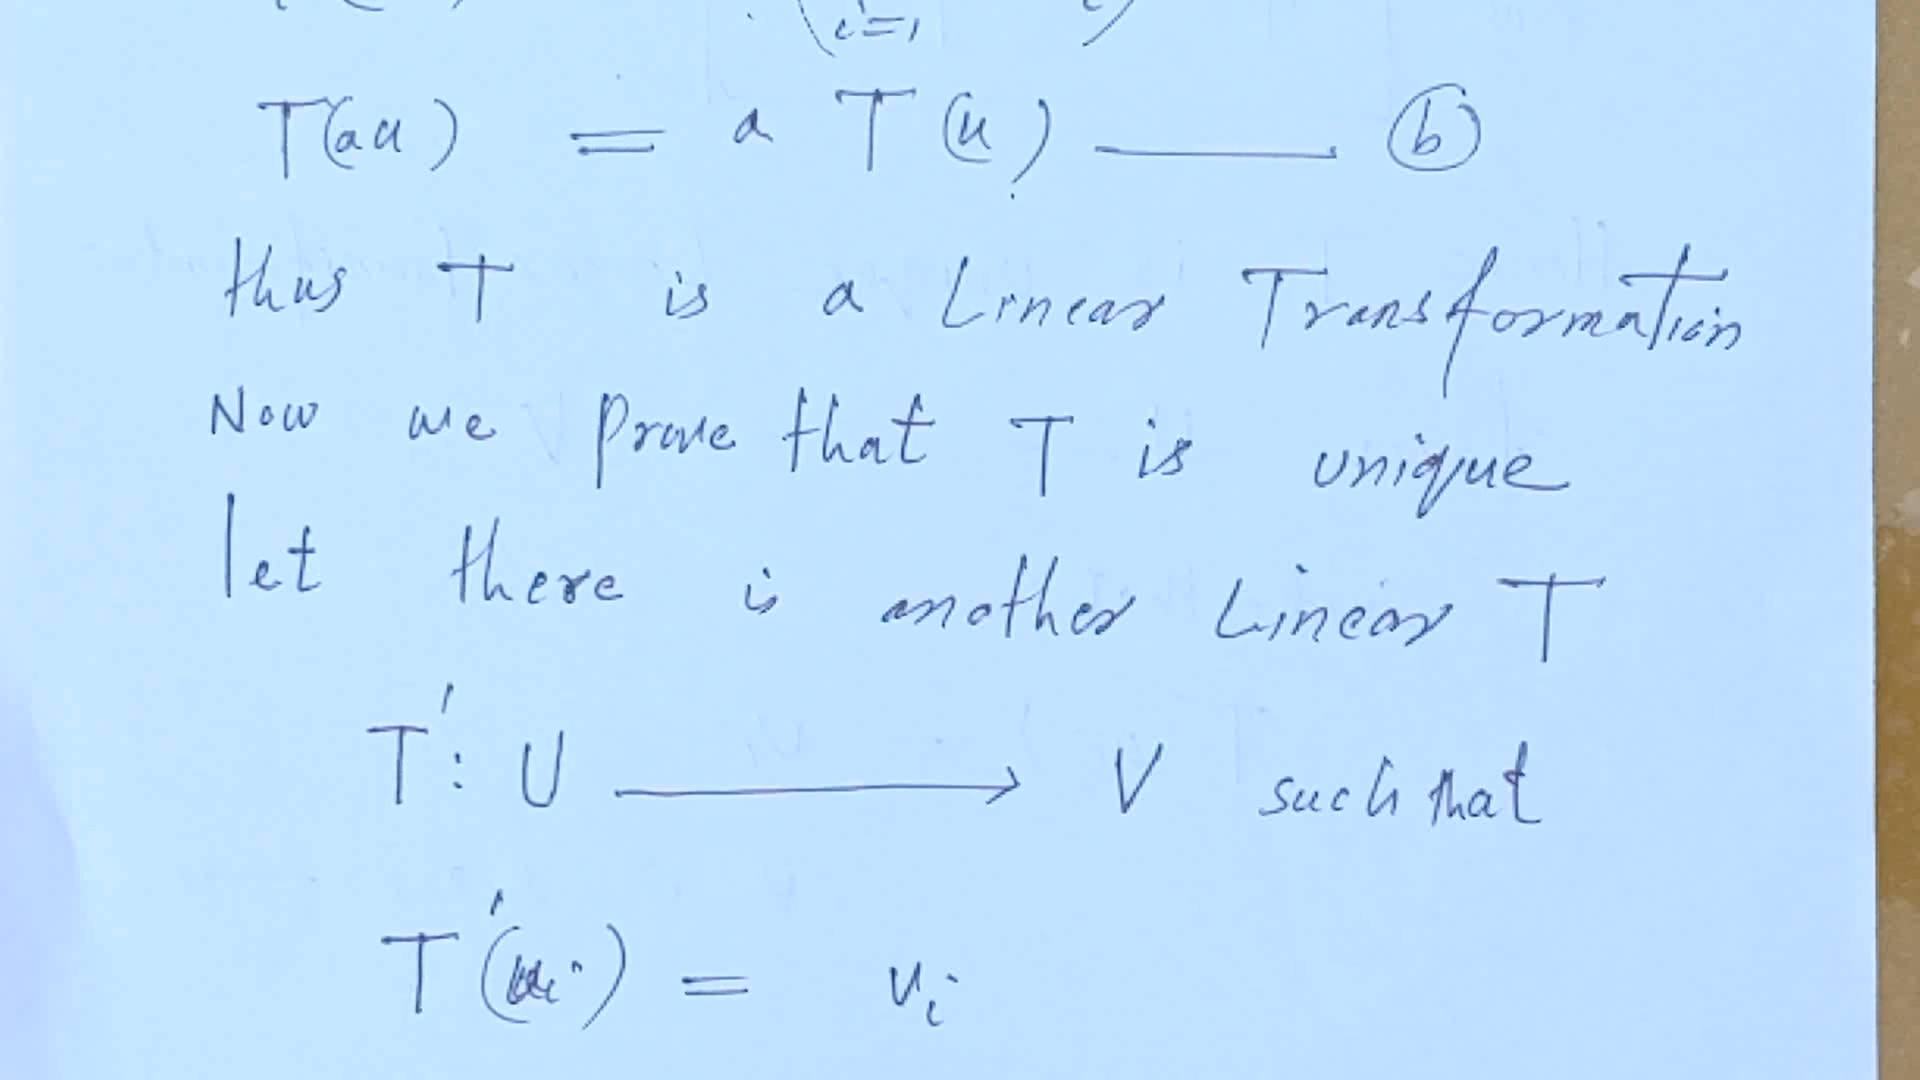 i=1
T(au) = a T(u) —— b
thus T is a Linear Transformation
Now we prove that T is unique
let there is another Linear T
T': U ⟶ V such that
T'(ui) = vi